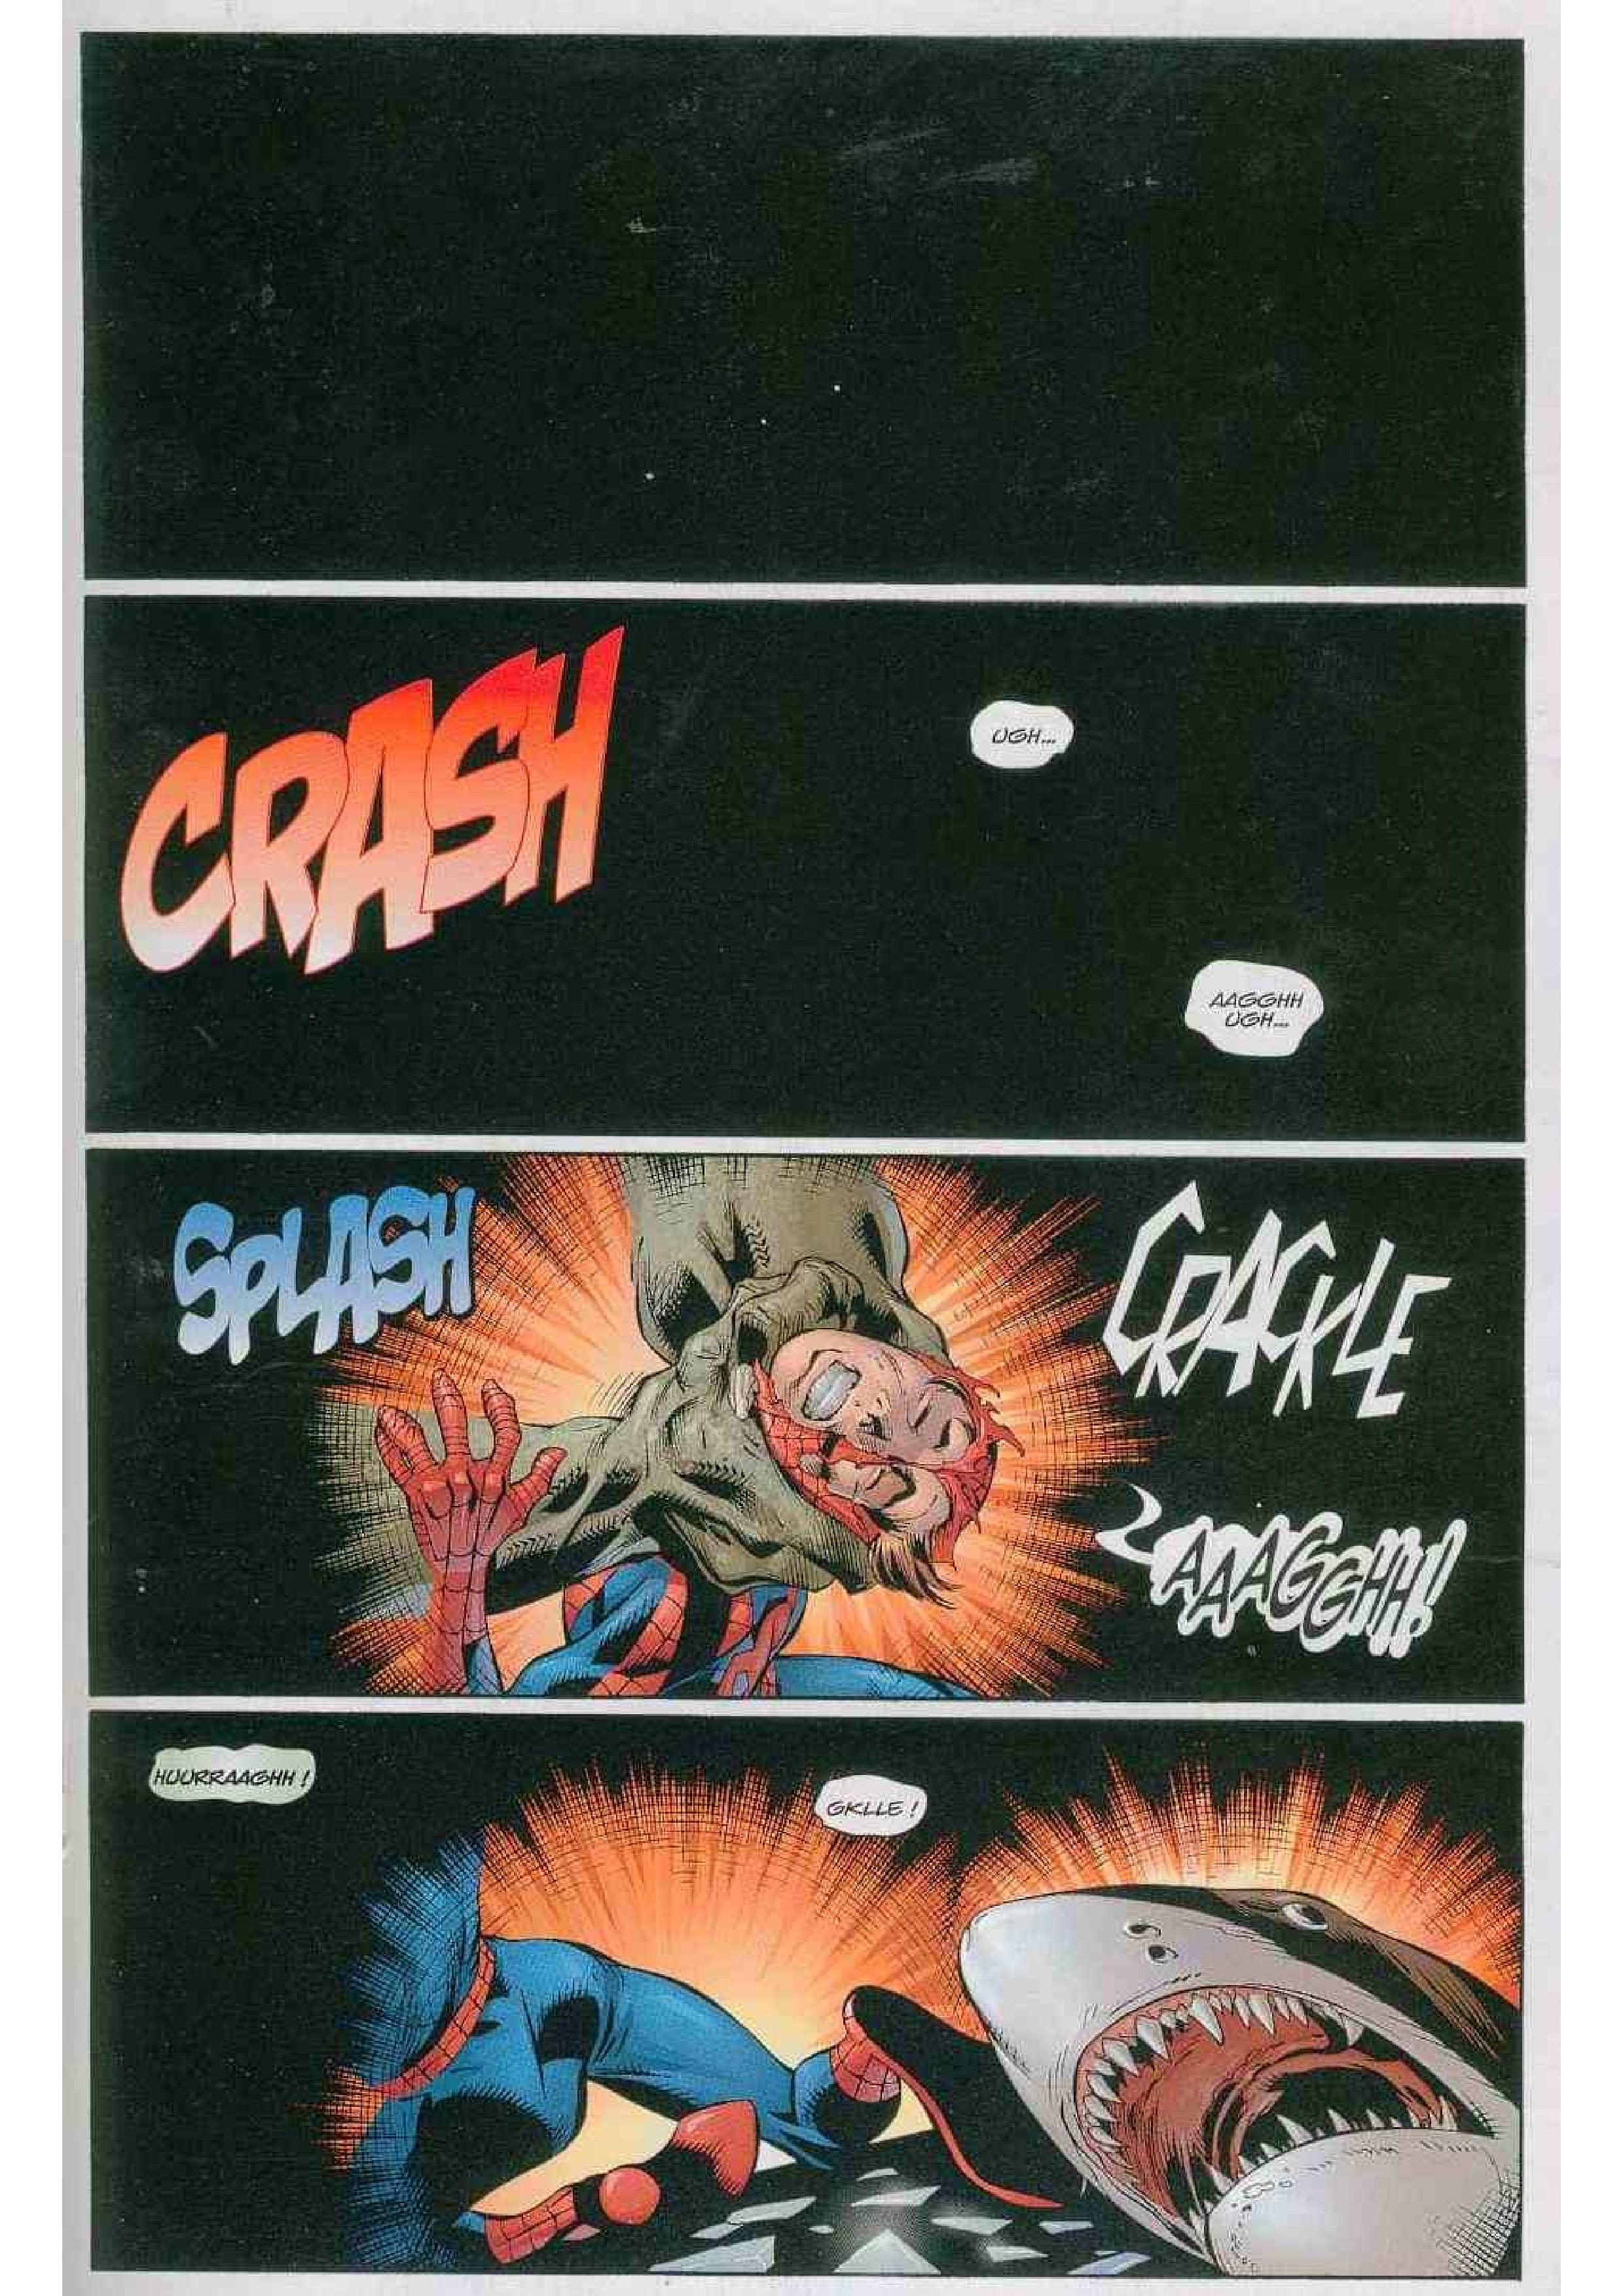 CRASH
UGH...
AAGGHH
UGH...
SPLASH
CRACKLE
AAAGGHH!
HUURRAAGHH !
GKLLE !